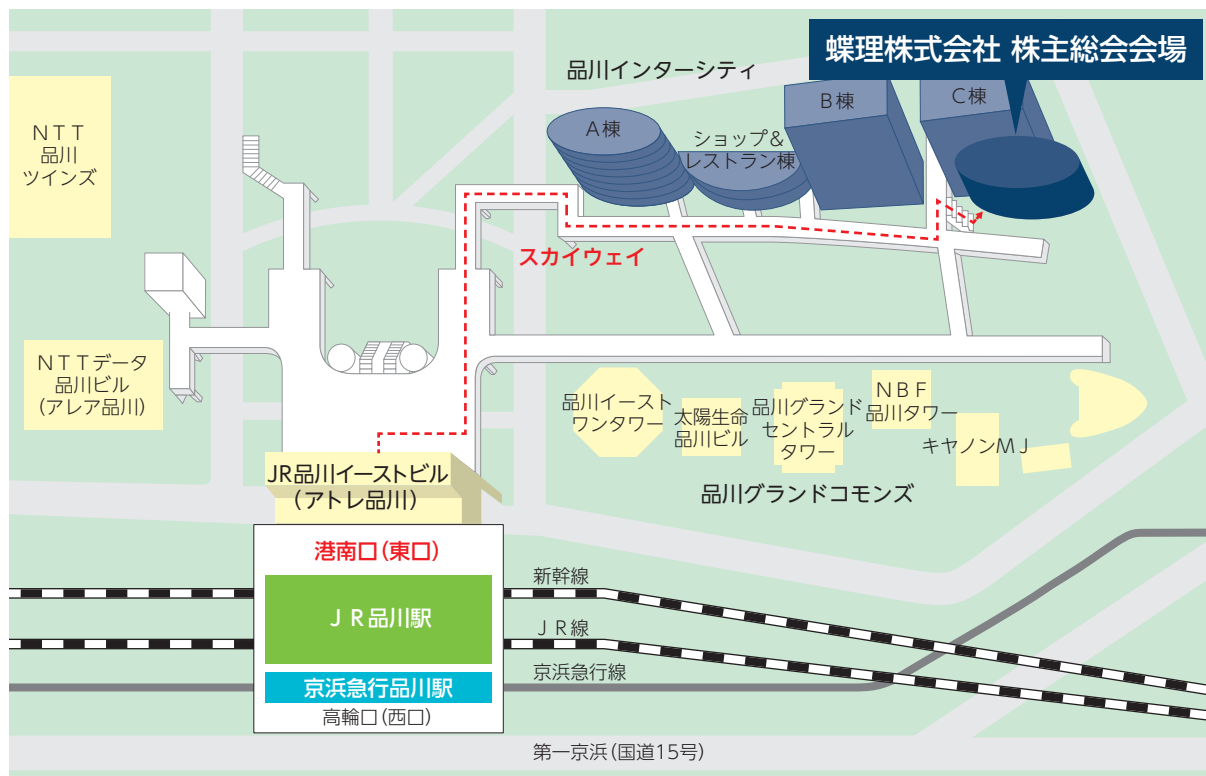 蝶理株式会社 株主総会会場
品川インターシティ
A棟
ショップ&
レストラン棟
B棟
C棟
NTT
品川
ツインズ
スカイウェイ
NTTデータ
品川ビル
(アレア品川)
品川イースト
ワンタワー
太陽生命
品川ビル
品川グランド
セントラル
タワー
NBF
品川タワー
キヤノンMJ
品川グランドコモンズ
JR品川イーストビル
(アトレ品川)
港南口(東口)
JR品川駅
京浜急行品川駅
高輪口(西口)
新幹線
JR線
京浜急行線
第一京浜(国道15号)